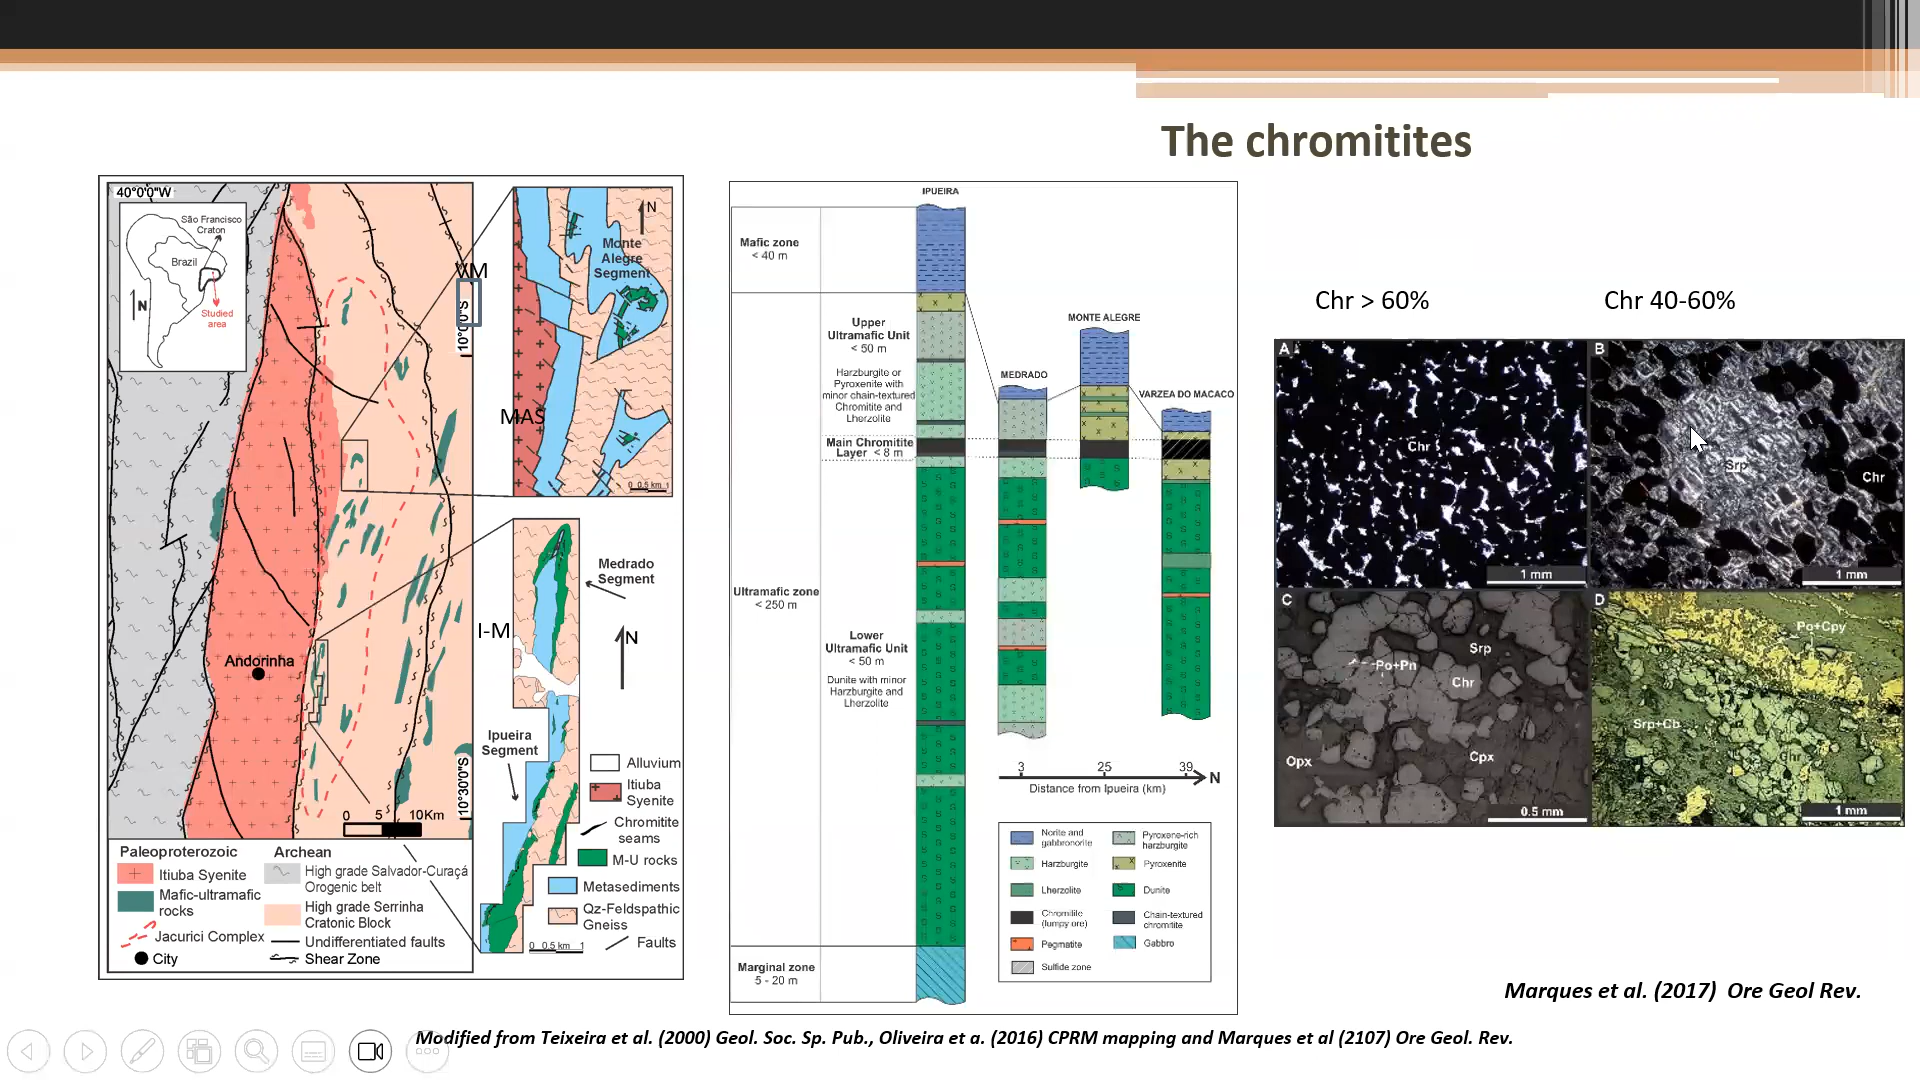 The chromitites
40°0'0"W
São Francisco
Craton
Brazil
N
Studied
area
VM
10°0'0"S
MAS
N
Monte
Alegre
Segment
0 0.5 km 1
Medrado
Segment
I-M
N
Andorinha
Ipueira
Segment
10°30'0"S
0 5 10Km
0 0.5 km 1
Alluvium
Itiuba
Syenite
Chromitite
seams
M-U rocks
Metasediments
Qz-Feldspathic
Gneiss
Faults
Paleoproterozoic
Itiuba Syenite
Mafic-ultramafic
rocks
Jacurici Complex
City
Archean
High grade Salvador-Curaçá
Orogenic belt
High grade Serrinha
Cratonic Block
Undifferentiated faults
Shear Zone
IPUEIRA
Mafic zone
< 40 m
Upper
Ultramafic Unit
< 50 m
Harzburgite or
Pyroxenite with
minor chain-textured
Chromitite and
Lherzolite
Main Chromitite
Layer < 8 m
Ultramafic zone
< 250 m
Lower
Ultramafic Unit
< 50 m
Dunite with minor
Harzburgite and
Lherzolite
Marginal zone
5 - 20 m
MEDRADO
MONTE ALEGRE
VARZEA DO MACACO
3 25 39
N
Distance from Ipueira (km)
Norite and
gabbronorite
Pyroxene-rich
harzburgite
Harzburgite
Pyroxenite
Lherzolite
Dunite
Chromitite
(lumpy ore)
Chain-textured
chromitite
Pegmatite
Gabbro
Sulfide zone
Chr > 60%
Chr 40-60%
A
Chr
1 mm
B
Srp
Chr
1 mm
C
Po+Pn
Srp
Chr
Opx
Cpx
0.5 mm
D
Po+Cpy
Srp+Cb
Chr
1 mm
Marques et al. (2017) Ore Geol Rev.
Modified from Teixeira et al. (2000) Geol. Soc. Sp. Pub., Oliveira et a. (2016) CPRM mapping and Marques et al (2107) Ore Geol. Rev.